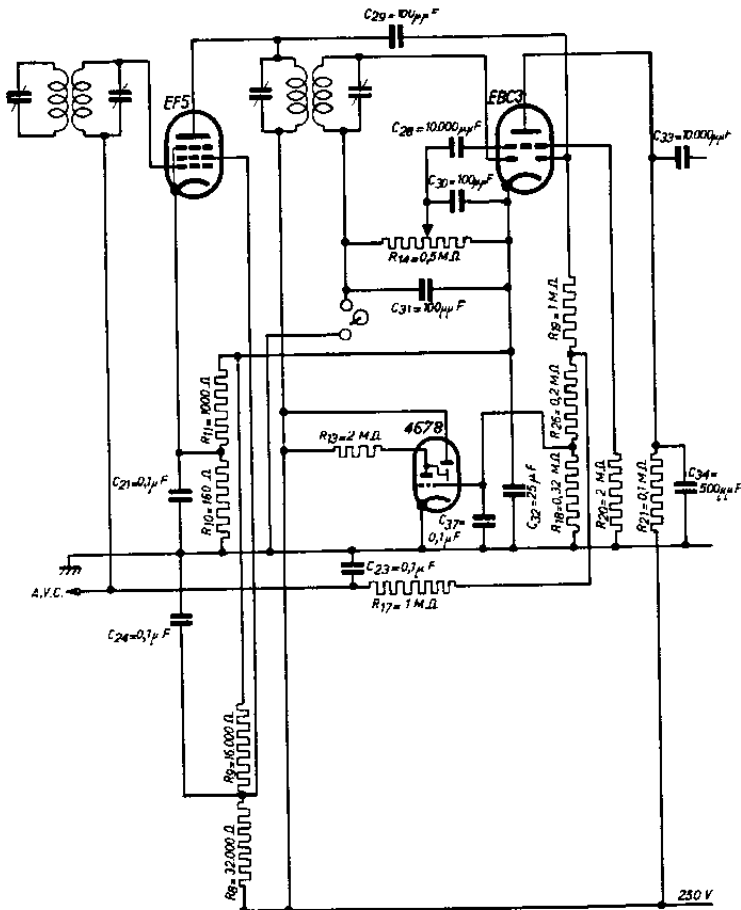 C29=100µµF
EF5
EBC3
C28=10.000µµF
C33=10.000µµF
C30=100µµF
R14=0,5 M.Ω
C31=100µµF
R19=1 M.Ω
R11=1000 Ω
R26=0,2 M.Ω
4678
R13=2 M.Ω
C21=0,1µF
R10=160 Ω
C37=
0,1µF
C32=25µF
R18=0,32 M.Ω
R20=2 M.Ω
R21=0,1 M.Ω
C34=
500µµF
C23=0,1µF
A.V.C.
R17=1 M.Ω
C24=0,1µF
R9=16.000 Ω
R8=32.000 Ω
250 V